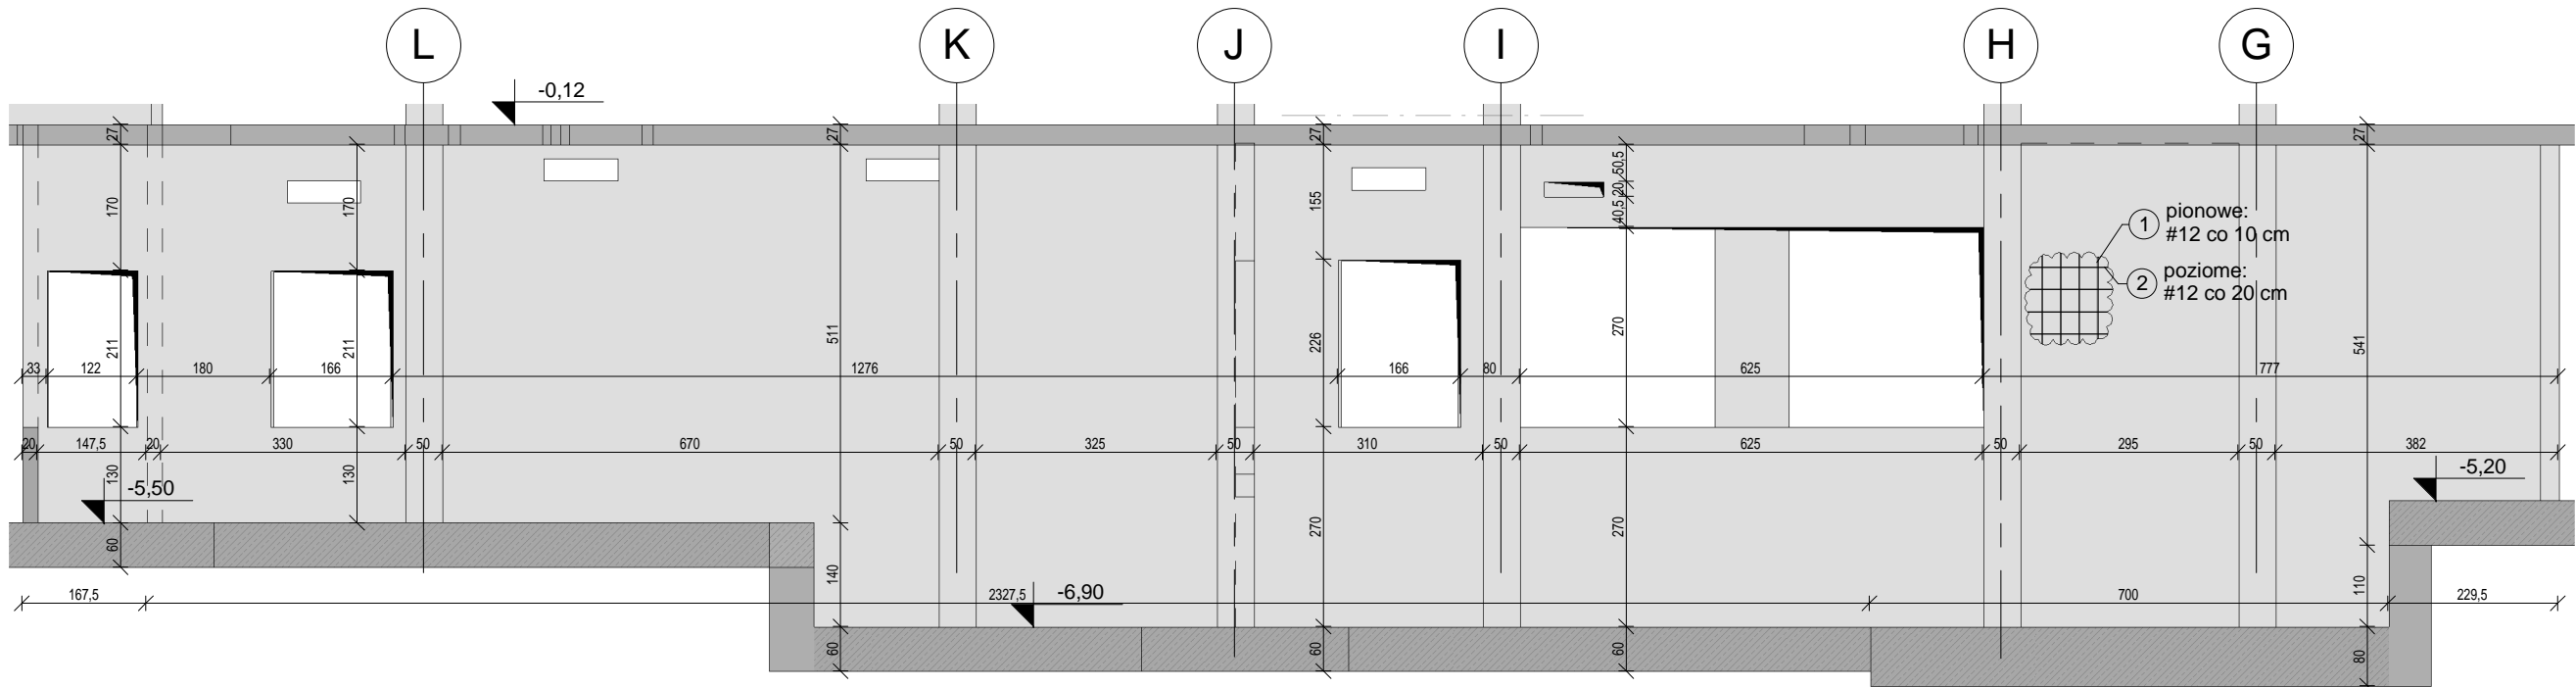 L K J I H G
-0,12
27 27 27 27
170 170 155 50,5
20
40,5
1 pionowe:
#12 co 10 cm
2 poziome:
#12 co 20 cm
211 211 511 226 270 541
33 122 180 166 1276 166 80 625 777
20 147,5 20 330 50 670 50 325 50 310 50 625 50 295 50 382
130 130
-5,50
-5,20
60 140 270 270 110
167,5 2327,5 -6,90 700 229,5
60 60 60 80